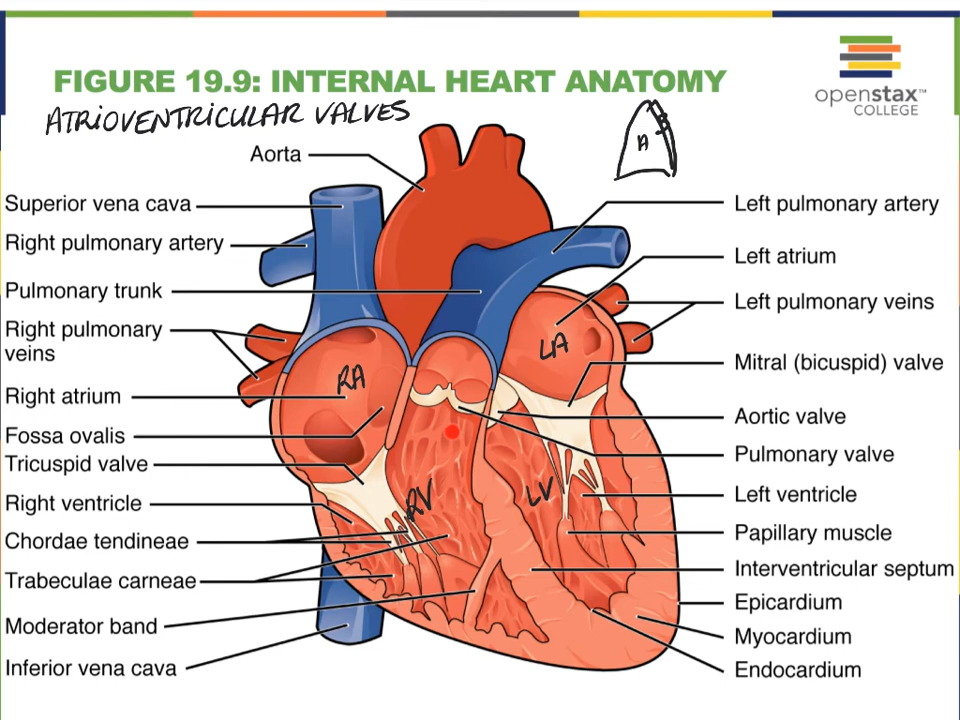 FIGURE 19.9: INTERNAL HEART ANATOMY
openstax™
COLLEGE
ATRIOVENTRICULAR VALVES
Aorta
Superior vena cava
Right pulmonary artery
Pulmonary trunk
Right pulmonary
veins
Right atrium
Fossa ovalis
Tricuspid valve
Right ventricle
Chordae tendineae
Trabeculae carneae
Moderator band
Inferior vena cava
RA
LA
RV
LV
A
Left pulmonary artery
Left atrium
Left pulmonary veins
Mitral (bicuspid) valve
Aortic valve
Pulmonary valve
Left ventricle
Papillary muscle
Interventricular septum
Epicardium
Myocardium
Endocardium